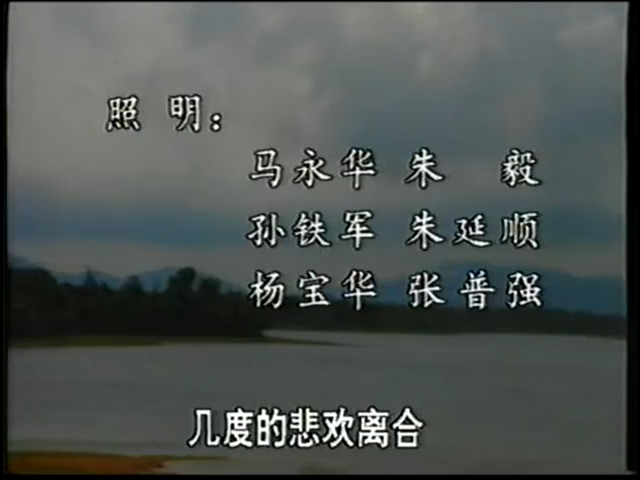 照 明：
马永华 朱 毅
孙铁军 朱延顺
杨宝华 张普强
几度的悲欢离合